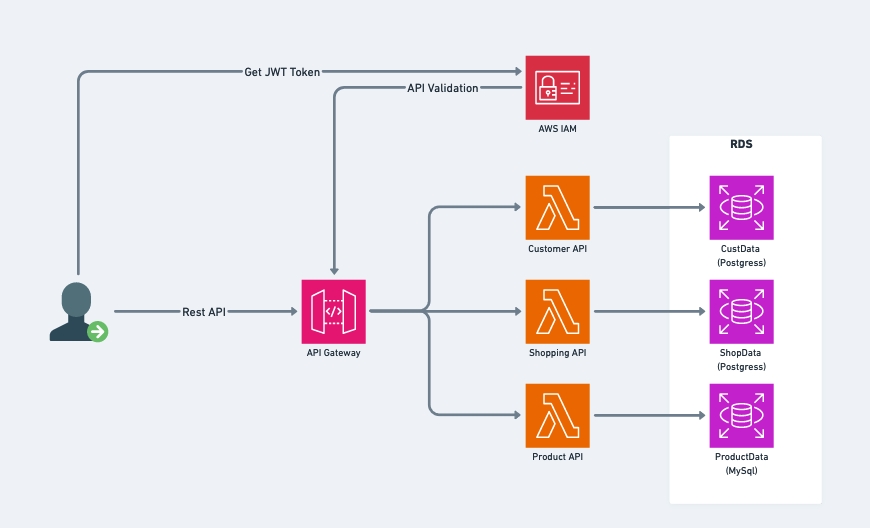 Get JWT Token
API Validation
AWS IAM
RDS
Customer API
CustData
(Postgress)
Rest API
API Gateway
Shopping API
ShopData
(Postgress)
Product API
ProductData
(MySql)